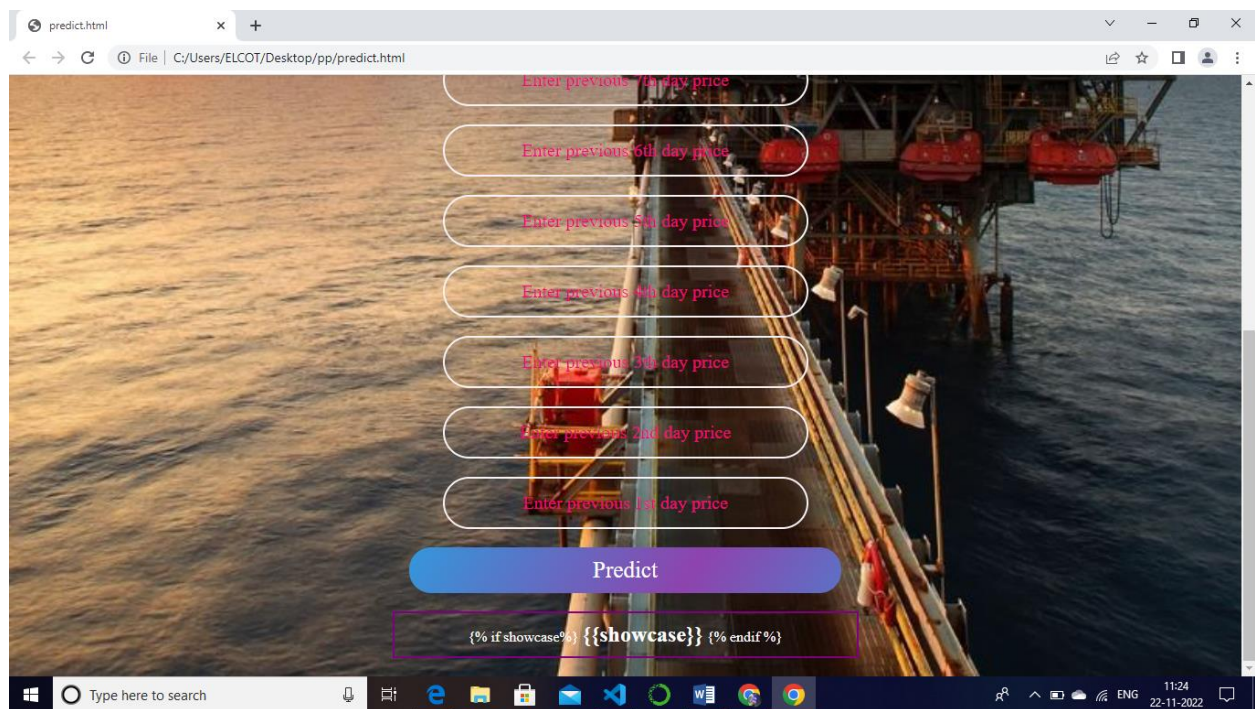 predict.html
File | C:/Users/ELCOT/Desktop/pp/predict.html
Enter previous 7th day price
Enter previous 6th day price
Enter previous 5th day price
Enter previous 4th day price
Enter previous 3th day price
Enter previous 2nd day price
Enter previous 1st day price
Predict
{% if showcase%} {{showcase}} {% endif %}
Type here to search
ENG
11:24
22-11-2022